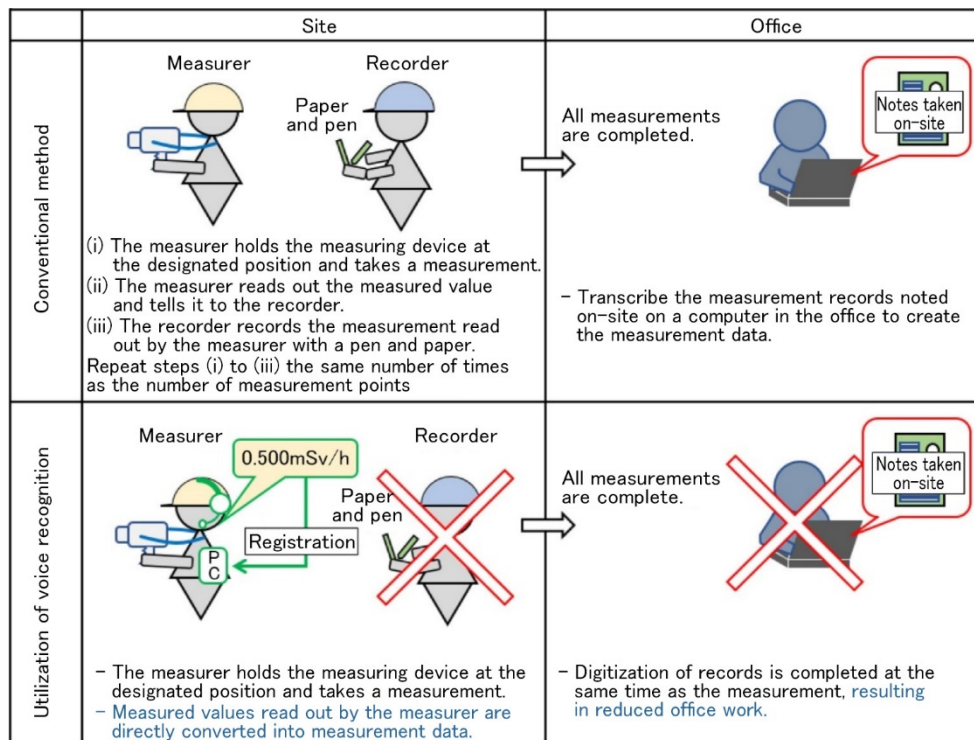 Site
Office
Conventional method
Measurer
Recorder
Paper
and pen
(i) The measurer holds the measuring device at
the designated position and takes a measurement.
(ii) The measurer reads out the measured value
and tells it to the recorder.
(iii) The recorder records the measurement read
out by the measurer with a pen and paper.
Repeat steps (i) to (iii) the same number of times
as the number of measurement points
All measurements
are completed.
Notes taken
on-site
- Transcribe the measurement records noted
on-site on a computer in the office to create
the measurement data.
Utilization of voice recognition
Measurer
0.500mSv/h
Registration
P
C
Recorder
Paper
and pen
- The measurer holds the measuring device at the
designated position and takes a measurement.
- Measured values read out by the measurer are
directly converted into measurement data.
All measurements
are complete.
Notes taken
on-site
- Digitization of records is completed at the
same time as the measurement, resulting
in reduced office work.